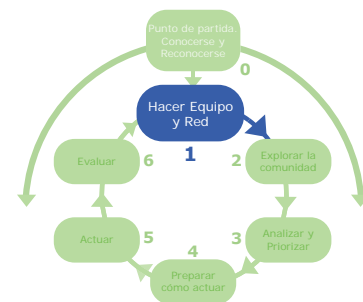 Punto de partida.
Conocerse y
Reconocerse
0
Hacer Equipo
y Red
1
2
Explorar la
comunidad
3
Analizar y
Priorizar
4
Preparar
cómo actuar
5
Actuar
6
Evaluar